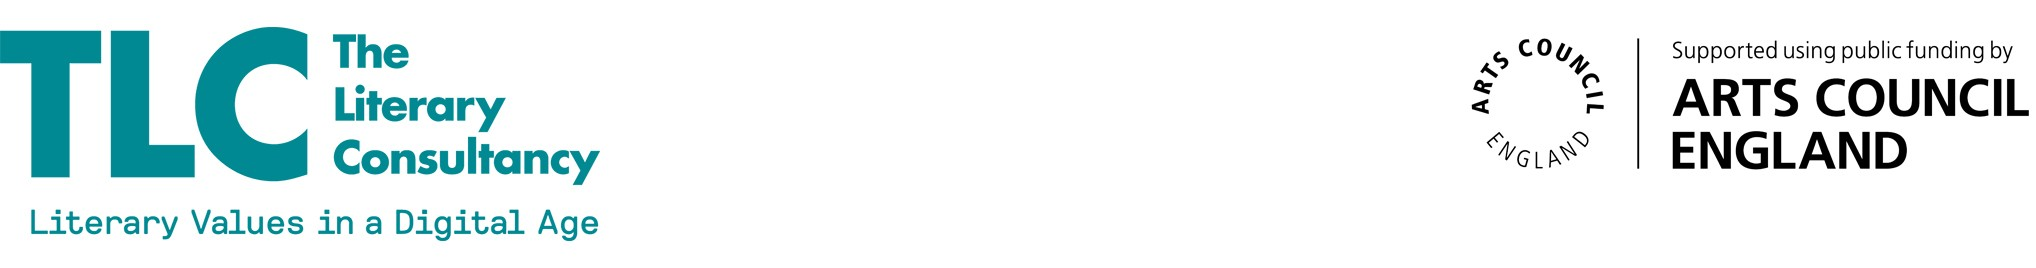 TLC
The
Literary
Consultancy
Literary Values in a Digital Age
ARTS COUNCIL
ENGLAND
Supported using public funding by
ARTS COUNCIL
ENGLAND